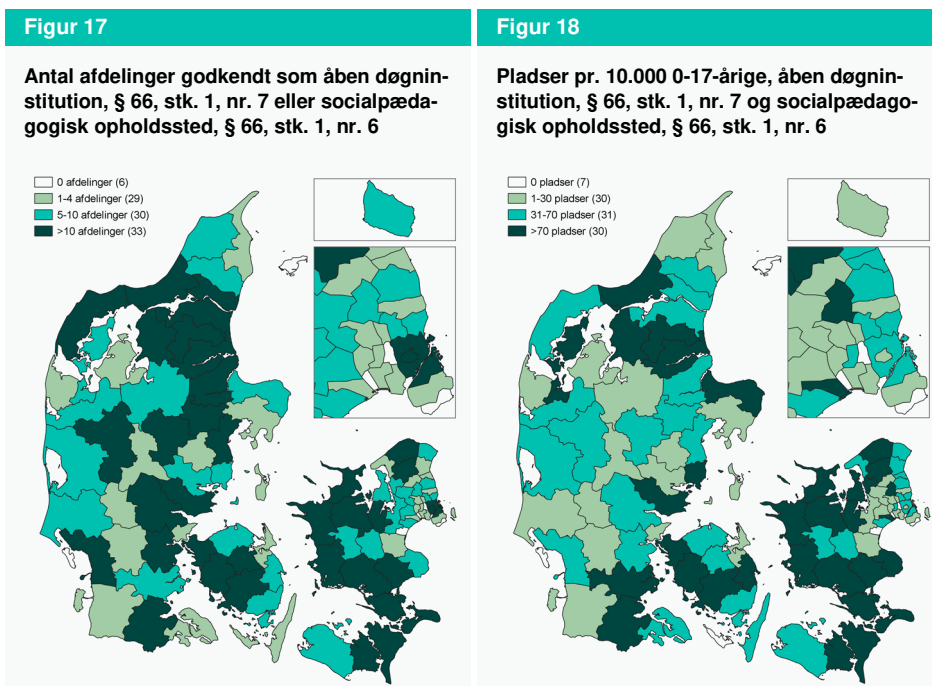 Figur 17
Antal afdelinger godkendt som åben døgnin-
stitution, § 66, stk. 1, nr. 7 eller socialpæda-
gogisk opholdssted, § 66, stk. 1, nr. 6
0 afdelinger (6)
1-4 afdelinger (29)
5-10 afdelinger (30)
>10 afdelinger (33)
Figur 18
Pladser pr. 10.000 0-17-årige, åben døgnin-
stitution, § 66, stk. 1, nr. 7 og socialpædago-
gisk opholdssted, § 66, stk. 1, nr. 6
0 pladser (7)
1-30 pladser (30)
31-70 pladser (31)
>70 pladser (30)